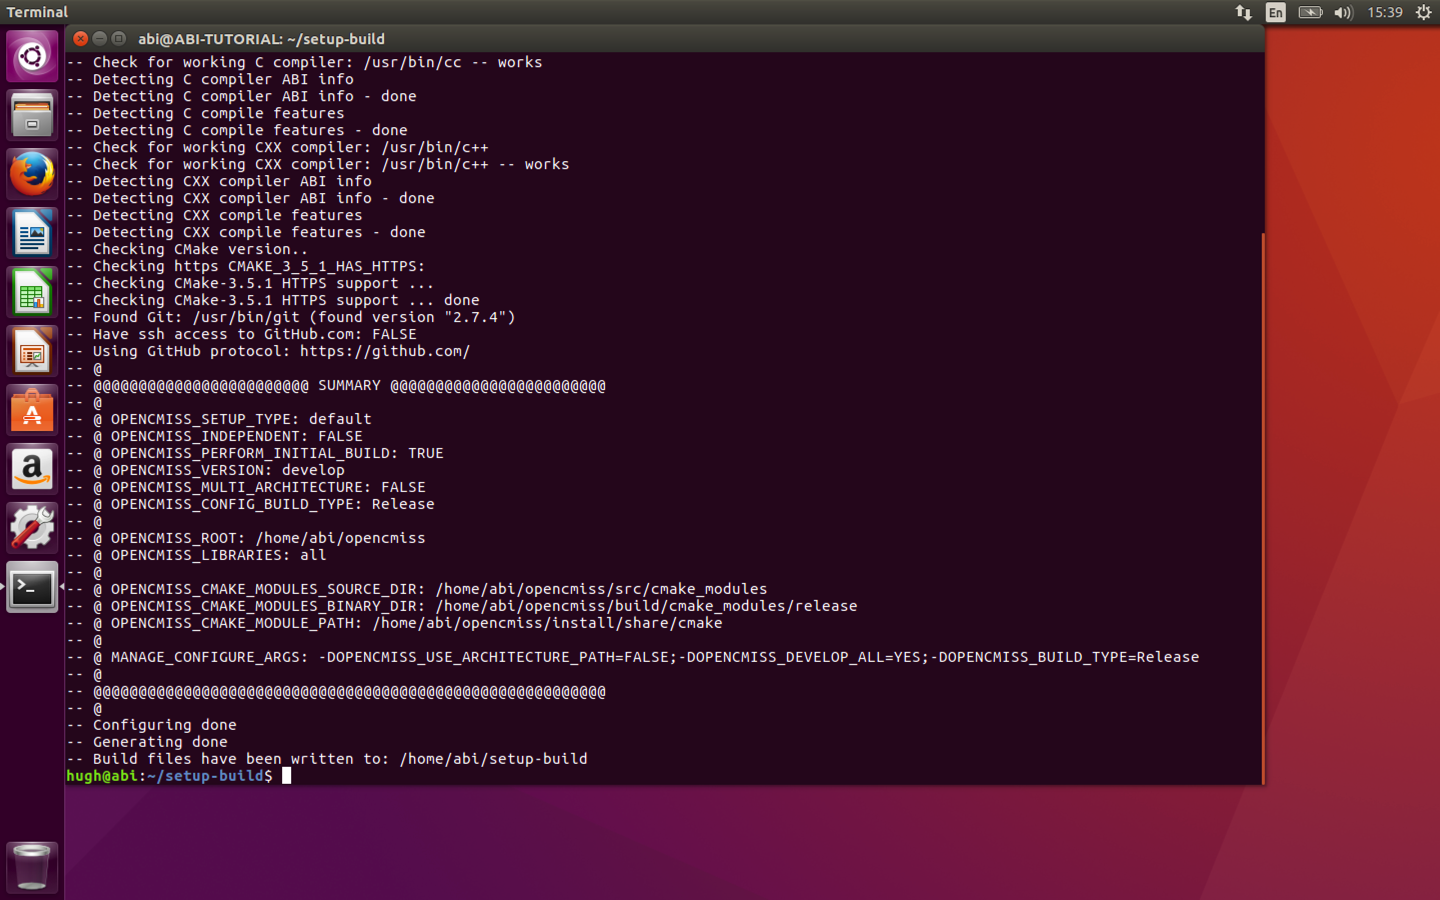 Terminal
En
15:39
abi@ABI-TUTORIAL: ~/setup-build
-- Check for working C compiler: /usr/bin/cc -- works
-- Detecting C compiler ABI info
-- Detecting C compiler ABI info - done
-- Detecting C compile features
-- Detecting C compile features - done
-- Check for working CXX compiler: /usr/bin/c++
-- Check for working CXX compiler: /usr/bin/c++ -- works
-- Detecting CXX compiler ABI info
-- Detecting CXX compiler ABI info - done
-- Detecting CXX compile features
-- Detecting CXX compile features - done
-- Checking CMake version..
-- Checking https CMAKE_3_5_1_HAS_HTTPS:
-- Checking CMake-3.5.1 HTTPS support ...
-- Checking CMake-3.5.1 HTTPS support ... done
-- Found Git: /usr/bin/git (found version "2.7.4")
-- Have ssh access to GitHub.com: FALSE
-- Using GitHub protocol: https://github.com/
-- @
-- @@@@@@@@@@@@@@@@@@@@@@@@ SUMMARY @@@@@@@@@@@@@@@@@@@@@@@@
-- @
-- @ OPENCMISS_SETUP_TYPE: default
-- @ OPENCMISS_INDEPENDENT: FALSE
-- @ OPENCMISS_PERFORM_INITIAL_BUILD: TRUE
-- @ OPENCMISS_VERSION: develop
-- @ OPENCMISS_MULTI_ARCHITECTURE: FALSE
-- @ OPENCMISS_CONFIG_BUILD_TYPE: Release
-- @
-- @ OPENCMISS_ROOT: /home/abi/opencmiss
-- @ OPENCMISS_LIBRARIES: all
-- @
-- @ OPENCMISS_CMAKE_MODULES_SOURCE_DIR: /home/abi/opencmiss/src/cmake_modules
-- @ OPENCMISS_CMAKE_MODULES_BINARY_DIR: /home/abi/opencmiss/build/cmake_modules/release
-- @ OPENCMISS_CMAKE_MODULE_PATH: /home/abi/opencmiss/install/share/cmake
-- @
-- @ MANAGE_CONFIGURE_ARGS: -DOPENCMISS_USE_ARCHITECTURE_PATH=FALSE;-DOPENCMISS_DEVELOP_ALL=YES;-DOPENCMISS_BUILD_TYPE=Release
-- @
-- @@@@@@@@@@@@@@@@@@@@@@@@@@@@@@@@@@@@@@@@@@@@@@@@@@@@@@@@@
-- @
-- Configuring done
-- Generating done
-- Build files have been written to: /home/abi/setup-build
hugh@abi:~/setup-build$